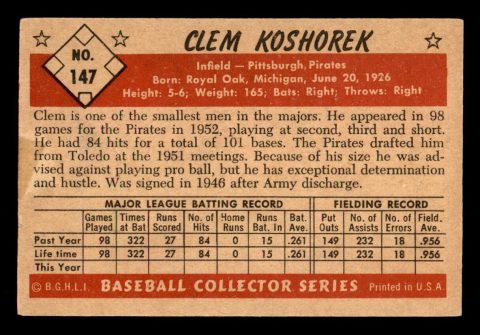 NO.
147
CLEM KOSHOREK
Infield — Pittsburgh, Pirates
Born: Royal Oak, Michigan, June 20, 1926
Height: 5-6; Weight: 165; Bats: Right; Throws: Right
Clem is one of the smallest men in the majors. He appeared in 98
games for the Pirates in 1952, playing at second, third and short.
He had 84 hits for a total of 101 bases. The Pirates drafted him
from Toledo at the 1951 meetings. Because of his size he was ad-
vised against playing pro ball, but he has exceptional determination
and hustle. Was signed in 1946 after Army discharge.
MAJOR LEAGUE BATTING RECORD FIELDING RECORD
Games Times Runs No. of Home Runs Bat. Put No. of No. of Field.
Played at Bat Scored Hits Runs Bat. In Ave. Outs Assists Errors Ave.
Past Year 98 322 27 84 0 15 .261 149 232 18 .956
Life time 98 322 27 84 0 15 .261 149 232 18 .956
This Year
© B.G.H.L.I. BASEBALL COLLECTOR SERIES Printed in U.S.A.